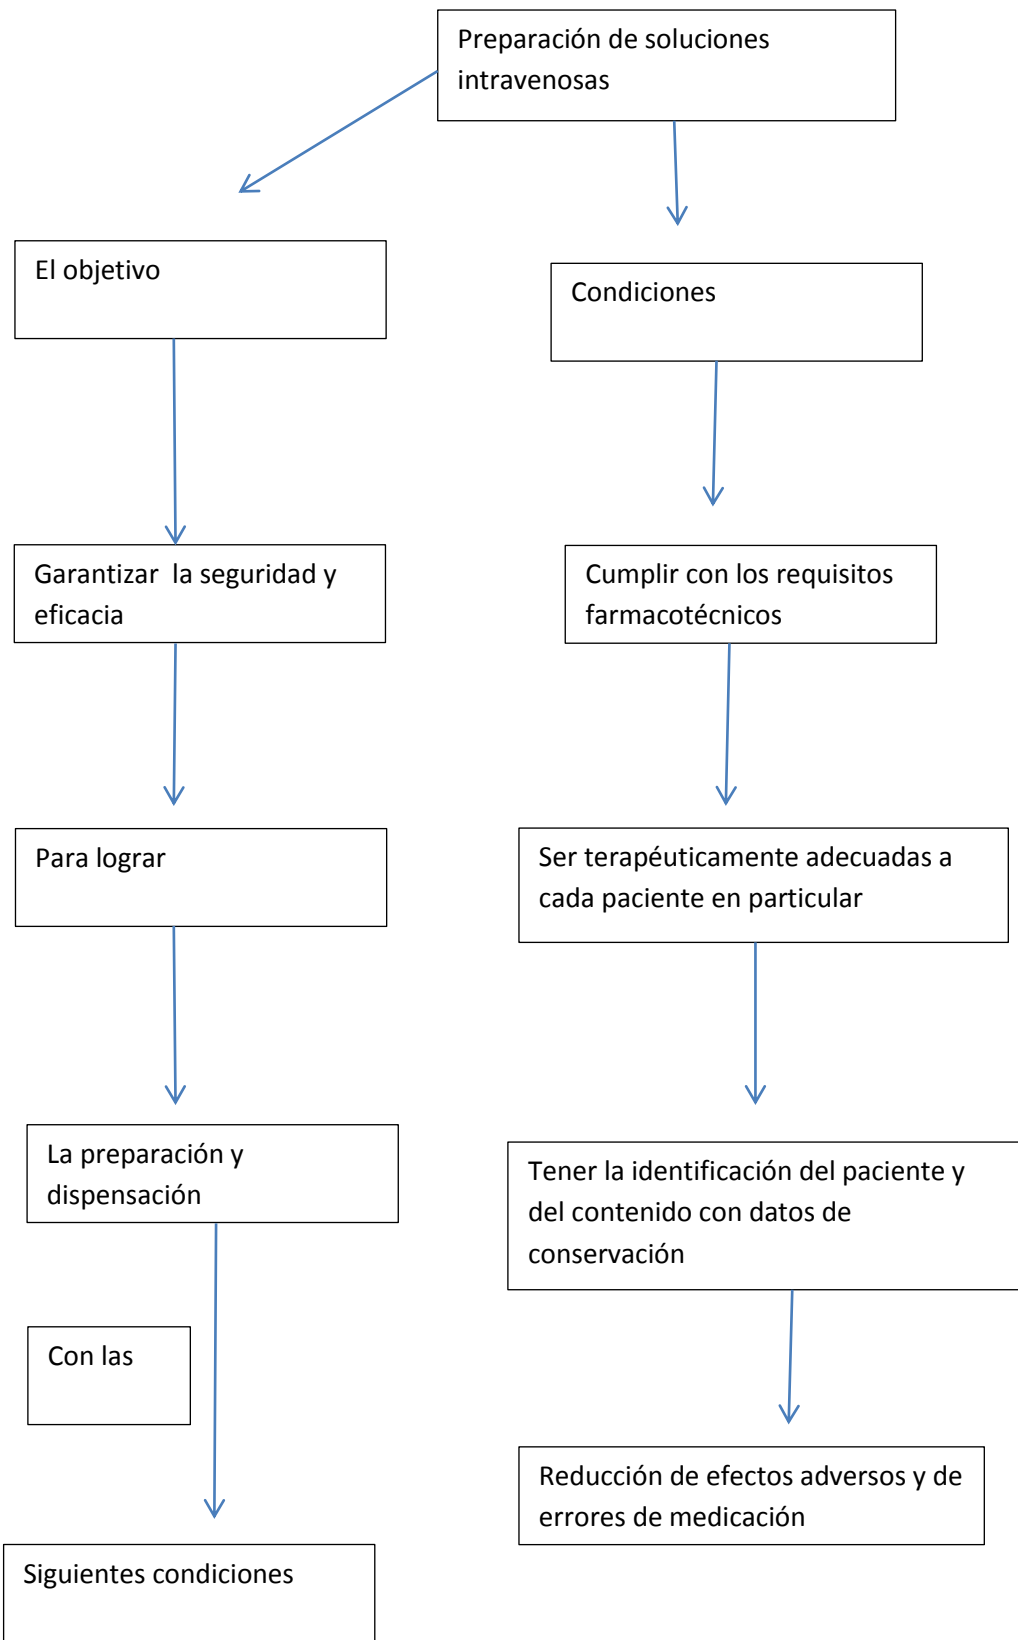 Preparación de soluciones
intravenosas
El objetivo
Condiciones
Garantizar  la seguridad y
eficacia
Cumplir con los requisitos
farmacotécnicos
Para lograr
Ser terapéuticamente adecuadas a
cada paciente en particular
La preparación y
dispensación
Tener la identificación del paciente y
del contenido con datos de
conservación
Con las
Reducción de efectos adversos y de
errores de medicación
Siguientes condiciones